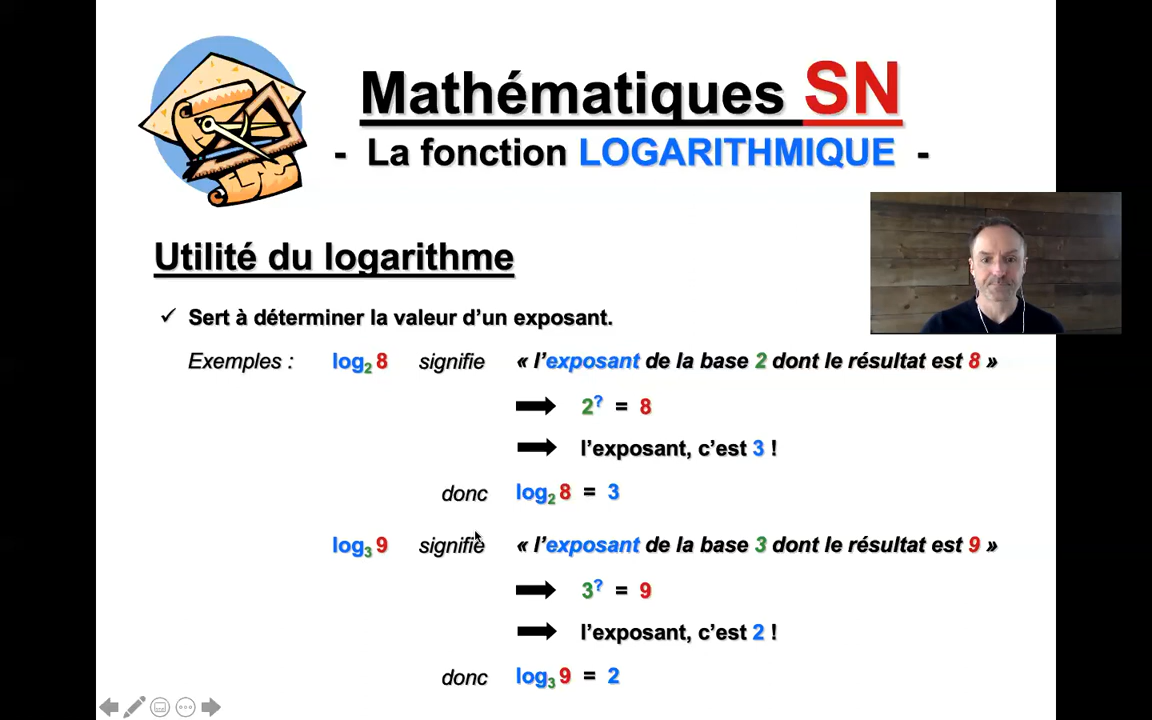 Mathématiques SN
- La fonction LOGARITHMIQUE -
Utilité du logarithme
✓ Sert à déterminer la valeur d’un exposant.
Exemples : log₂ 8 signifie « l’exposant de la base 2 dont le résultat est 8 »
2^? = 8
l’exposant, c’est 3 !
donc log₂ 8 = 3
log₃ 9 signifie « l’exposant de la base 3 dont le résultat est 9 »
3^? = 9
l’exposant, c’est 2 !
donc log₃ 9 = 2